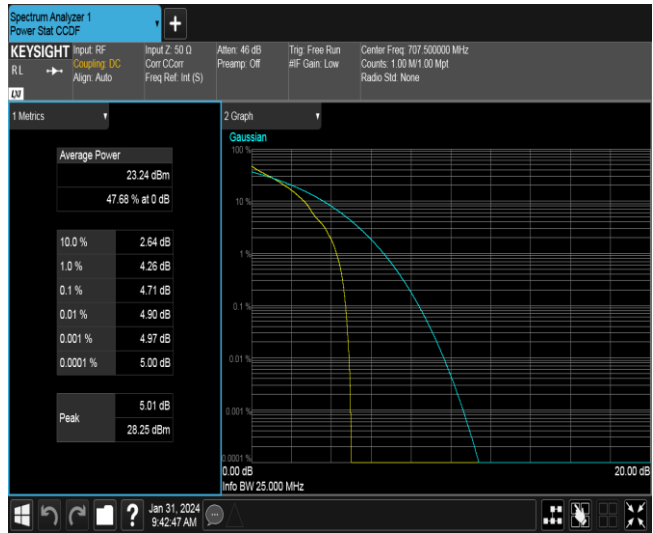 Spectrum Analyzer 1
Power Stat CCDF
+
KEYSIGHT
R L
LXI
Input: RF
Coupling: DC
Align: Auto
Input Z: 50 Ω
Corr CCorr
Freq Ref: Int (S)
Atten: 46 dB
Preamp: Off
Trig: Free Run
#IF Gain: Low
Center Freq: 707.500000 MHz
Counts: 1.00 M/1.00 Mpt
Radio Std: None
1 Metrics
Average Power
23.24 dBm
47.68 % at 0 dB
10.0 % 2.64 dB
1.0 % 4.26 dB
0.1 % 4.71 dB
0.01 % 4.90 dB
0.001 % 4.97 dB
0.0001 % 5.00 dB
Peak
5.01 dB
28.25 dBm
2 Graph
Gaussian
100 %
10 %
1 %
0.1 %
0.01 %
0.001 %
0.0001 %
0.00 dB
20.00 dB
Info BW 25.000 MHz
?
Jan 31, 2024
9:42:47 AM